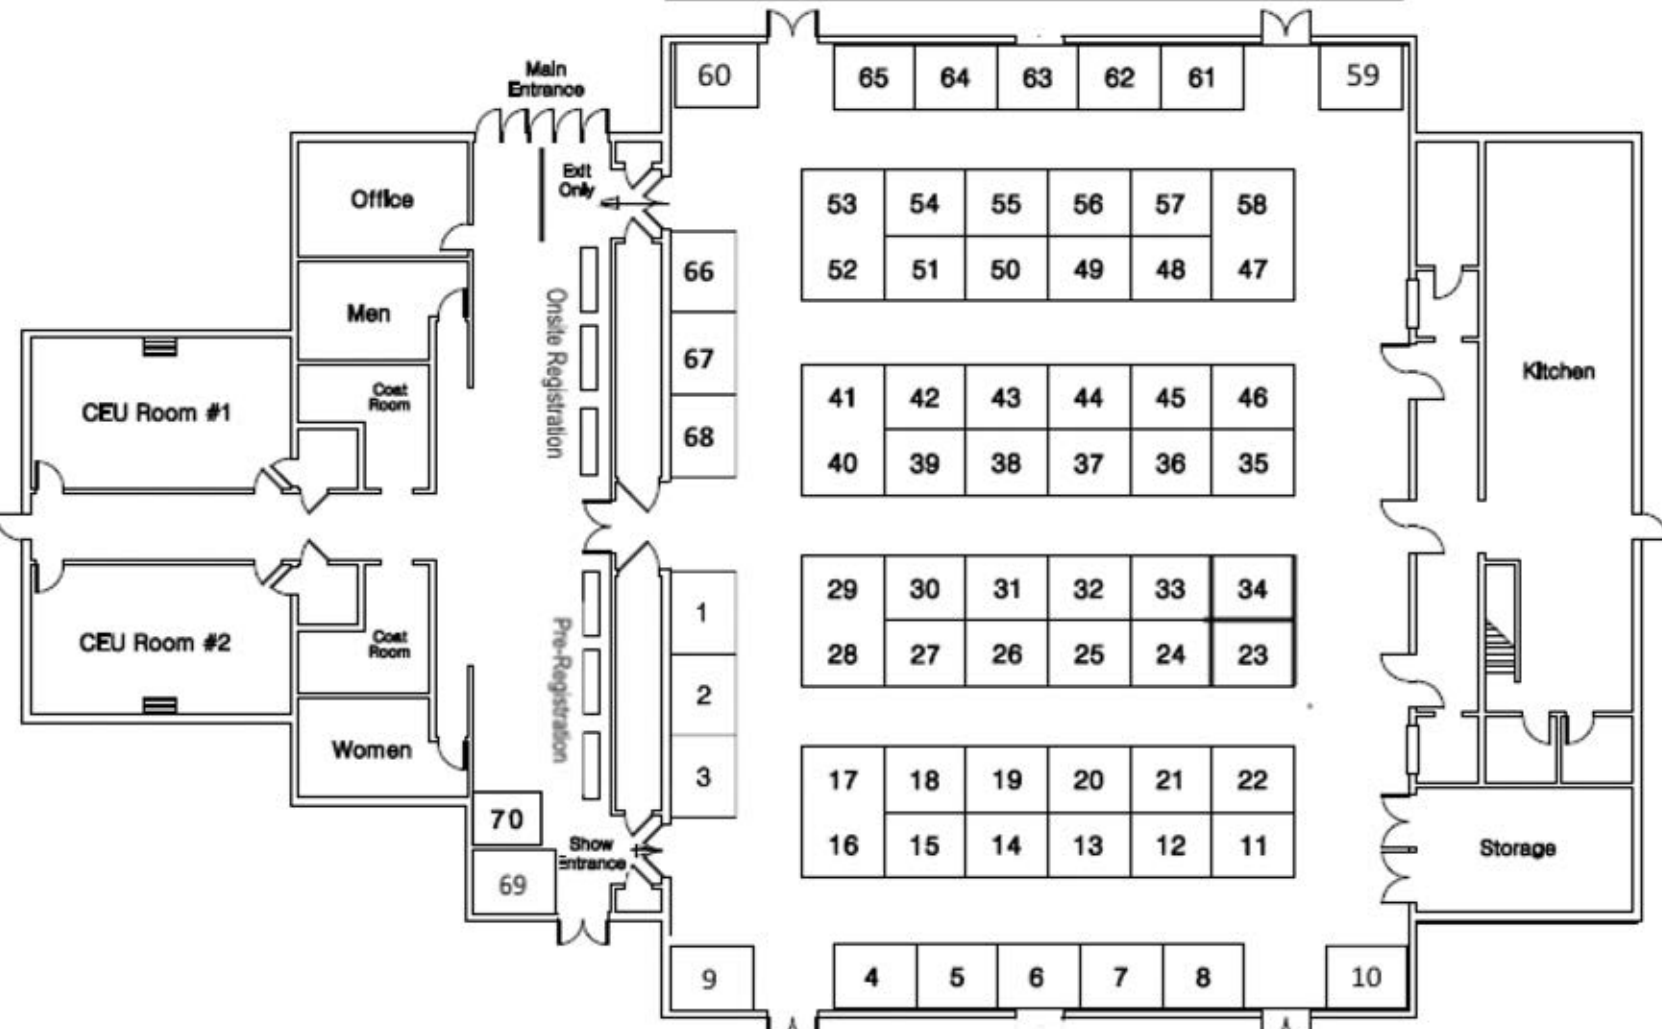 60
65 64 63 62 61
59
Main
Entrance
Exit
Only
Office
53 54 55 56 57 58
52 51 50 49 48 47
66
67
68
Men
Onsite Registration
CEU Room #1
Coat
Room
41 42 43 44 45 46
40 39 38 37 36 35
Kitchen
29 30 31 32 33 34
28 27 26 25 24 23
1
2
3
CEU Room #2
Coat
Room
Pre-Registration
Women
17 18 19 20 21 22
16 15 14 13 12 11
70
69
Show
Entrance
Storage
9
4 5 6 7 8
10